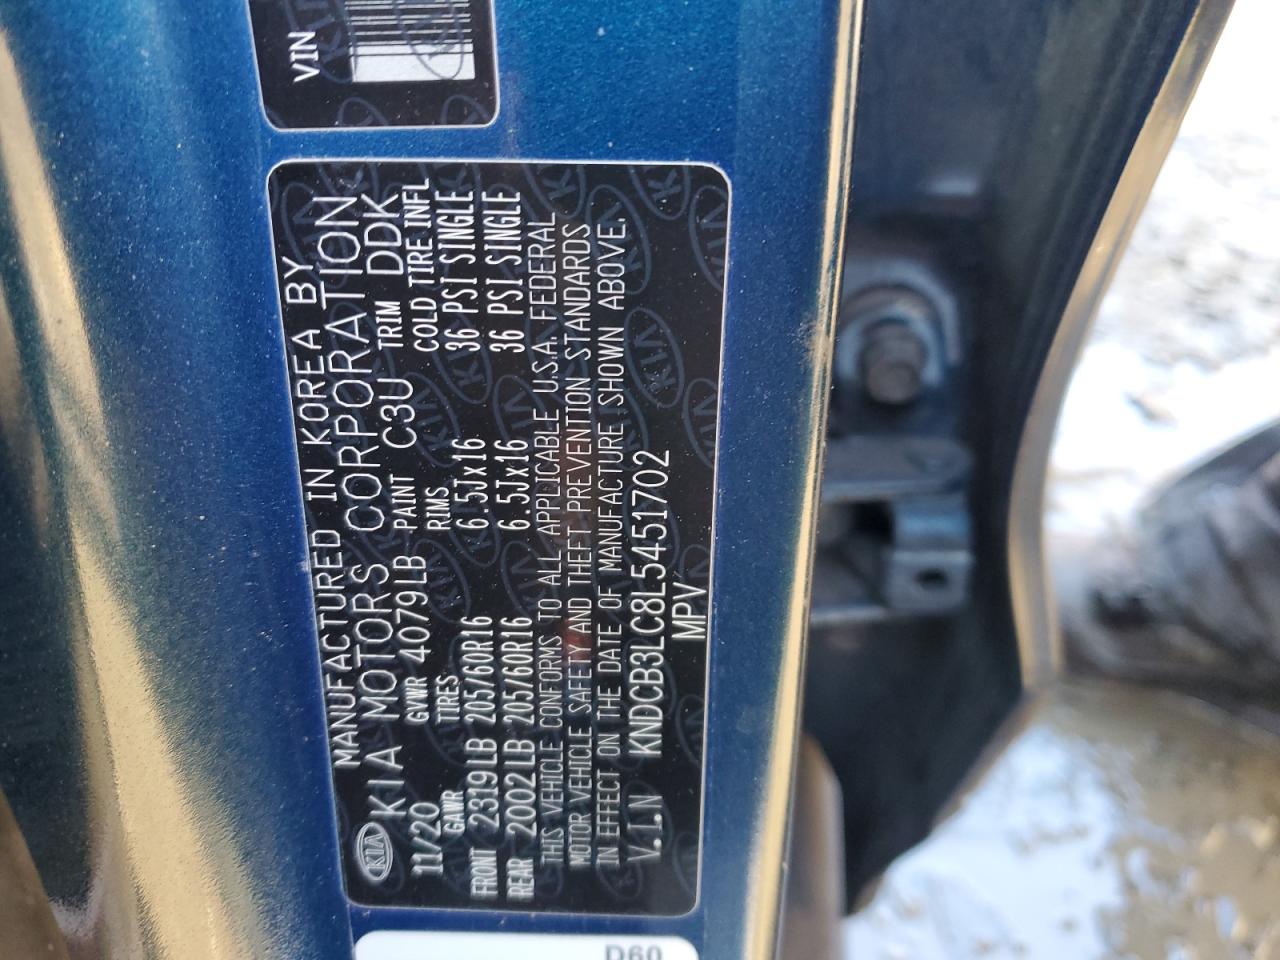 VIN
MANUFACTURED IN KOREA BY
KIA KIA MOTORS CORPORATION
11/20 GVWR 4079LB PAINT C3U TRIM DDK
GAWR TIRES RIMS COLD TIRE INFL
FRONT 2319LB 205/60R16 6.5Jx16 36 PSI SINGLE
REAR 2002LB 205/60R16 6.5Jx16 36 PSI SINGLE
THIS VEHICLE CONFORMS TO ALL APPLICABLE U.S.A. FEDERAL
MOTOR VEHICLE SAFETY AND THEFT PREVENTION STANDARDS
IN EFFECT ON THE DATE OF MANUFACTURE SHOWN ABOVE.
V.I.N KNDCB3LC8L5451702
MPV
D60